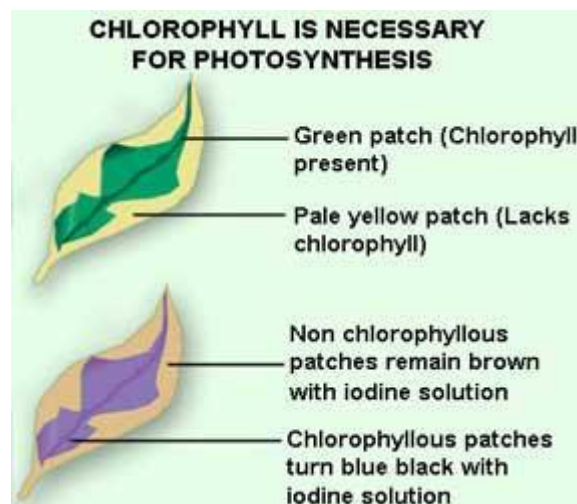 CHLOROPHYLL IS NECESSARY
FOR PHOTOSYNTHESIS
Green patch (Chlorophyll
present)
Pale yellow patch (Lacks
chlorophyll)
Non chlorophyllous
patches remain brown
with iodine solution
Chlorophyllous patches
turn blue black with
iodine solution